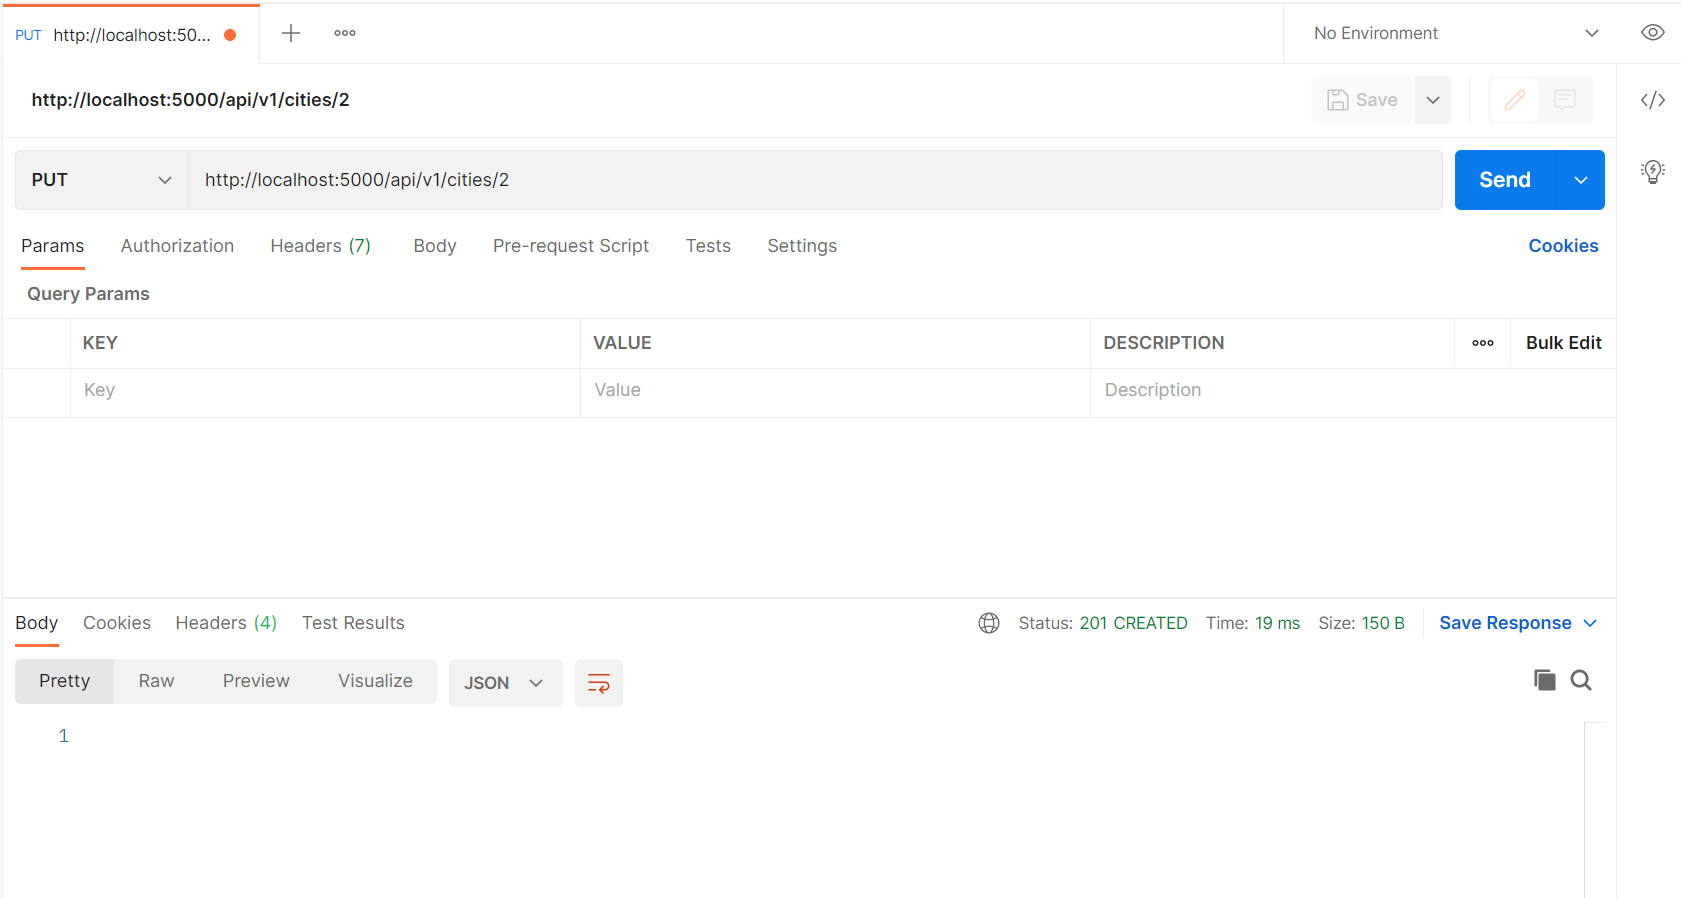 PUT http://localhost:50... No Environment
http://localhost:5000/api/v1/cities/2 Save
PUT http://localhost:5000/api/v1/cities/2 Send
Params Authorization Headers (7) Body Pre-request Script Tests Settings Cookies
Query Params
KEY VALUE DESCRIPTION Bulk Edit
Key Value Description
Body Cookies Headers (4) Test Results Status: 201 CREATED Time: 19 ms Size: 150 B Save Response
Pretty Raw Preview Visualize JSON
1